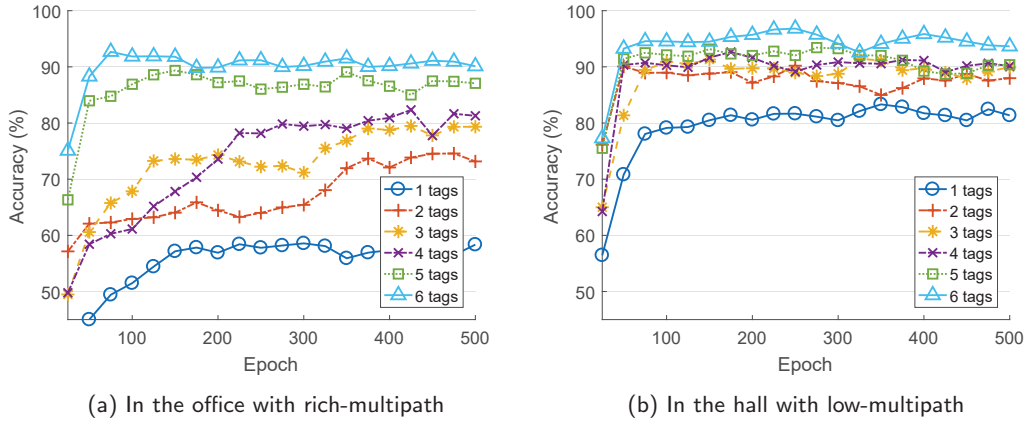 100
90
80
70
60
50
Accuracy (%)
100
200
300
400
500
Epoch
1 tags
2 tags
3 tags
4 tags
5 tags
6 tags
(a) In the office with rich-multipath
100
90
80
70
60
50
Accuracy (%)
100
200
300
400
500
Epoch
1 tags
2 tags
3 tags
4 tags
5 tags
6 tags
(b) In the hall with low-multipath